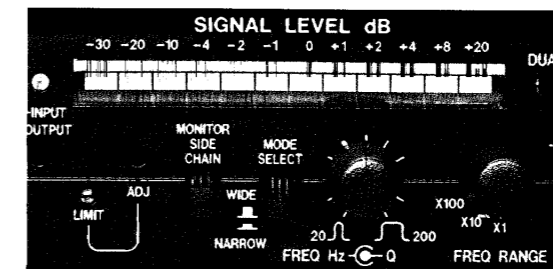 SIGNAL LEVEL dB
-30 -20 -10 -4 -2 -1 0 +1 +2 +4 +8 +20
DUA
-INPUT
OUTPUT
MONITOR
SIDE
CHAIN
MODE
SELECT
LIMIT
ADJ
WIDE
NARROW
20 200
FREQ Hz Q
X100
X10 X1
FREQ RANGE